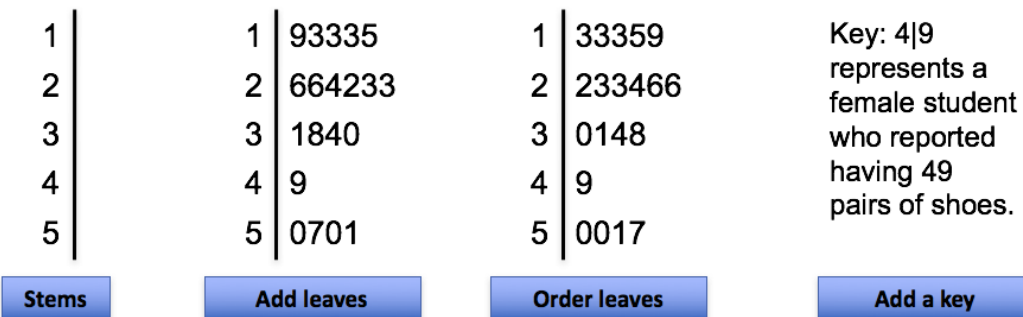 1
2
3
4
5
1 93335
2 664233
3 1840
4 9
5 0701
1 33359
2 233466
3 0148
4 9
5 0017
Key: 4|9
represents a
female student
who reported
having 49
pairs of shoes.
Stems
Add leaves
Order leaves
Add a key